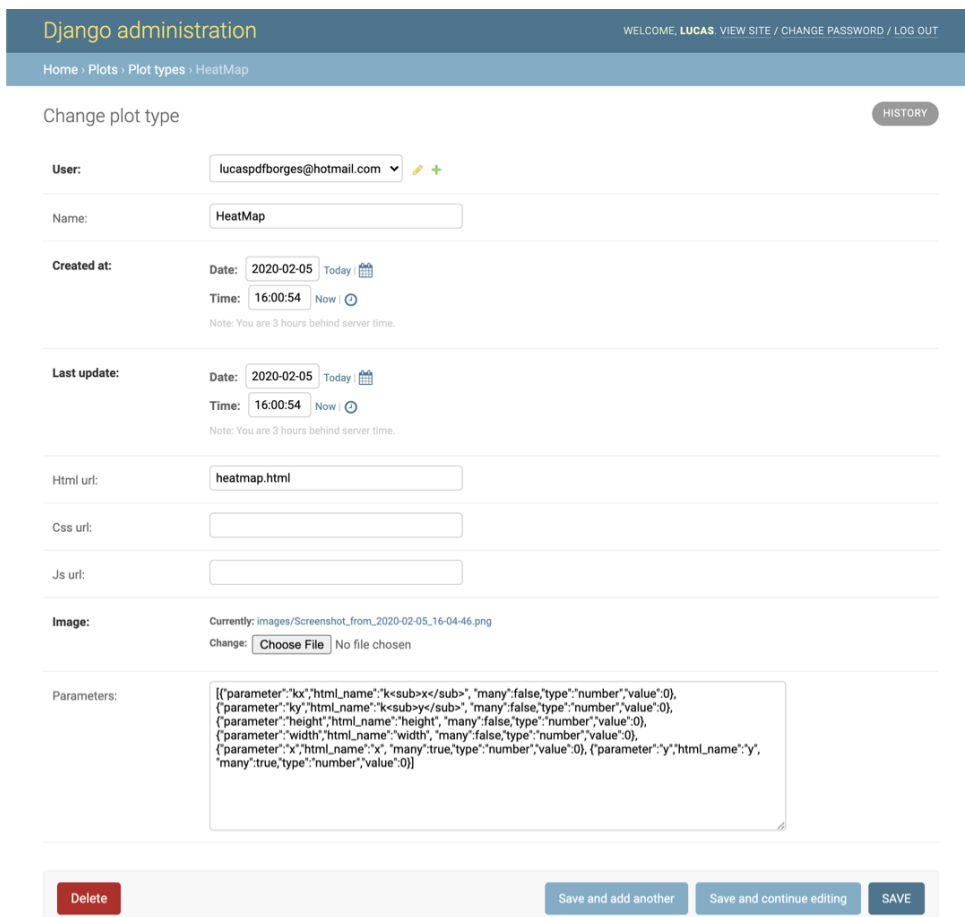 Django administration
WELCOME, LUCAS. VIEW SITE / CHANGE PASSWORD / LOG OUT
Home › Plots › Plot types › HeatMap
Change plot type
HISTORY
User:
lucaspdfborges@hotmail.com
Name:
HeatMap
Created at:
Date: 2020-02-05 Today |
Time: 16:00:54 Now |
Note: You are 3 hours behind server time.
Last update:
Date: 2020-02-05 Today |
Time: 16:00:54 Now |
Note: You are 3 hours behind server time.
Html url:
heatmap.html
Css url:
Js url:
Image:
Currently: images/Screenshot_from_2020-02-05_16-04-46.png
Change: Choose File No file chosen
Parameters:
[{"parameter":"kx","html_name":"k<sub>x</sub>", "many":false,"type":"number","value":0},
{"parameter":"ky","html_name":"k<sub>y</sub>", "many":false,"type":"number","value":0},
{"parameter":"height","html_name":"height", "many":false,"type":"number","value":0},
{"parameter":"width","html_name":"width", "many":false,"type":"number","value":0},
{"parameter":"x","html_name":"x", "many":true,"type":"number","value":0}, {"parameter":"y","html_name":"y",
"many":true,"type":"number","value":0}]
Delete
Save and add another
Save and continue editing
SAVE